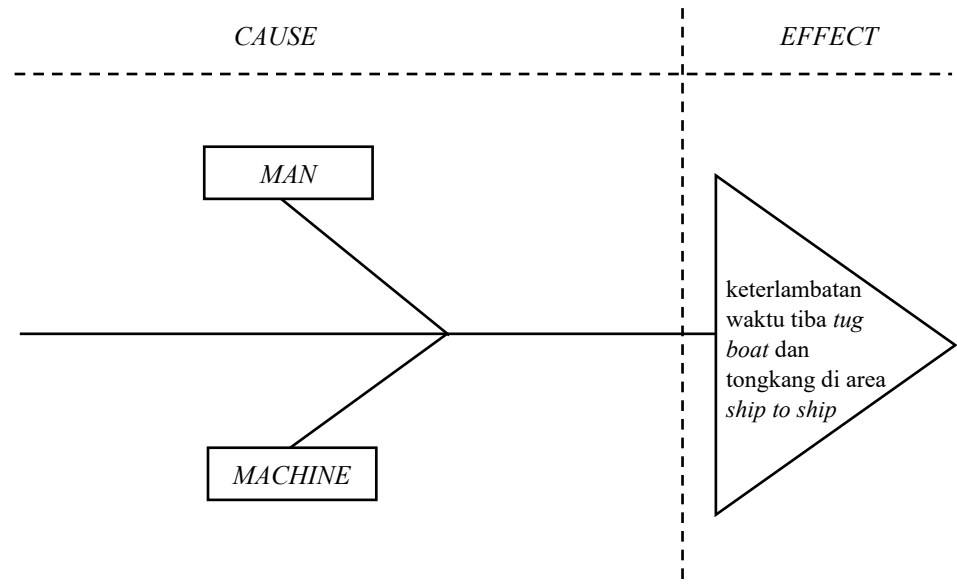 CAUSE
EFFECT
MAN
keterlambatan
waktu tiba tug
boat dan
tongkang di area
ship to ship
MACHINE